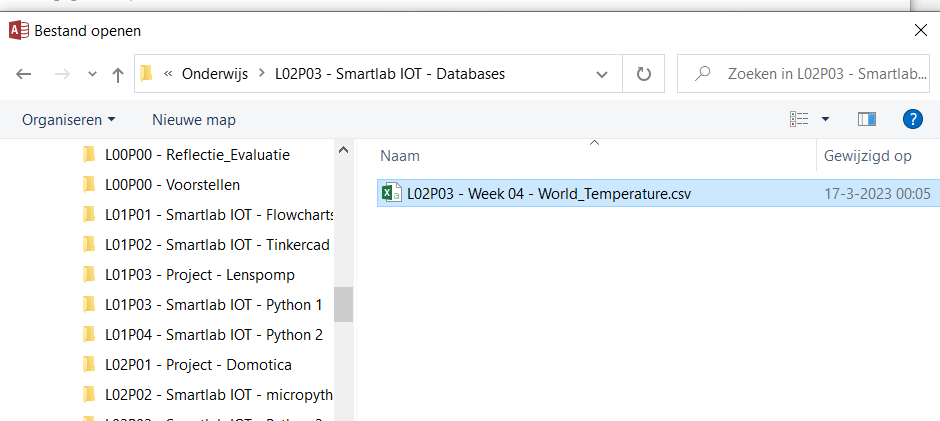 Bestand openen
« Onderwijs > L02P03 - Smartlab IOT - Databases
Zoeken in L02P03 - Smartlab...
Organiseren
Nieuwe map
?
L00P00 - Reflectie_Evaluatie
L00P00 - Voorstellen
L01P01 - Smartlab IOT - Flowcharts
L01P02 - Smartlab IOT - Tinkercad
L01P03 - Project - Lenspomp
L01P03 - Smartlab IOT - Python 1
L01P04 - Smartlab IOT - Python 2
L02P01 - Project - Domotica
L02P02 - Smartlab IOT - micropyth
Naam
Gewijzigd op
L02P03 - Week 04 - World_Temperature.csv
17-3-2023 00:05